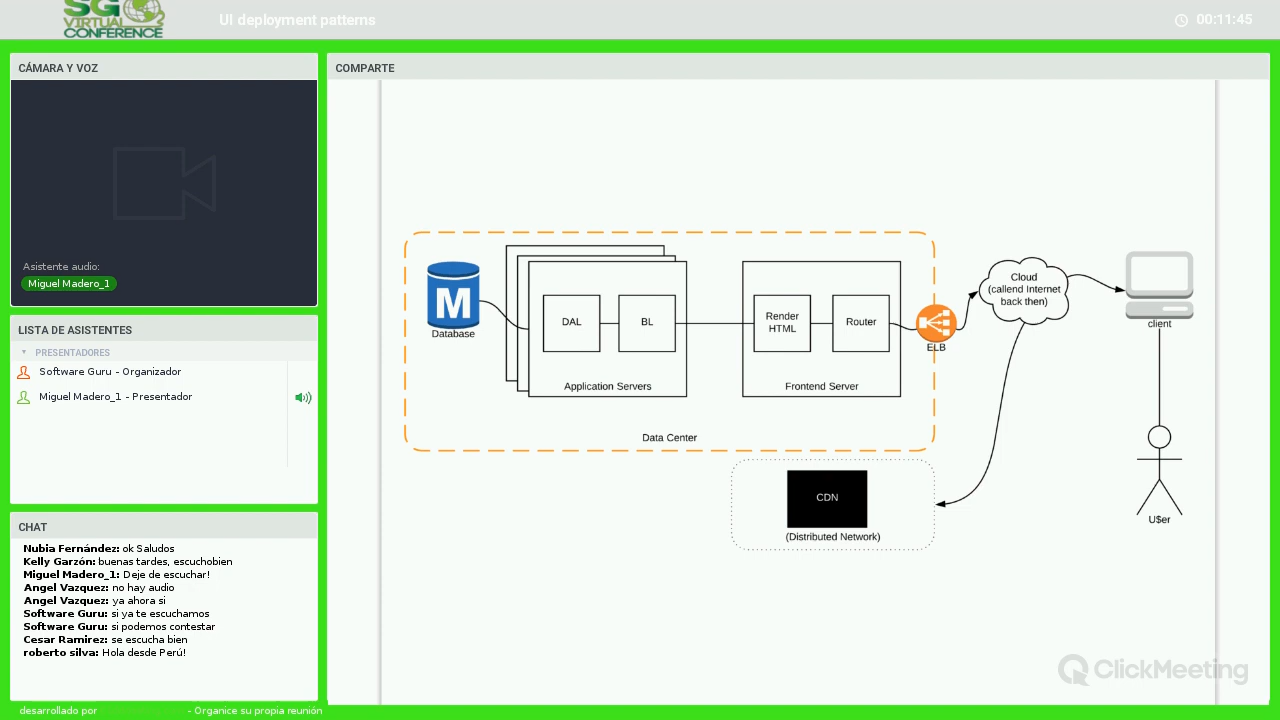 SG
VIRTUAL
CONFERENCE
UI deployment patterns
00:11:45
CÁMARA Y VOZ
Asistente audio:
Miguel Madero_1
LISTA DE ASISTENTES
PRESENTADORES
Software Guru - Organizador
Miguel Madero_1 - Presentador
CHAT
Nubia Fernández: ok Saludos
Kelly Garzón: buenas tardes, escuchobien
Miguel Madero_1: Deje de escuchar!
Angel Vazquez: no hay audio
Angel Vazquez: ya ahora si
Software Guru: si ya te escuchamos
Software Guru: si podemos contestar
Cesar Ramirez: se escucha bien
roberto silva: Hola desde Perú!
desarrollado por - Organice su propia reunión
COMPARTE
M
Database
DAL
BL
Application Servers
Render
HTML
Router
Frontend Server
ELB
Data Center
Cloud
(callend Internet
back then)
client
U$er
CDN
(Distributed Network)
ClickMeeting